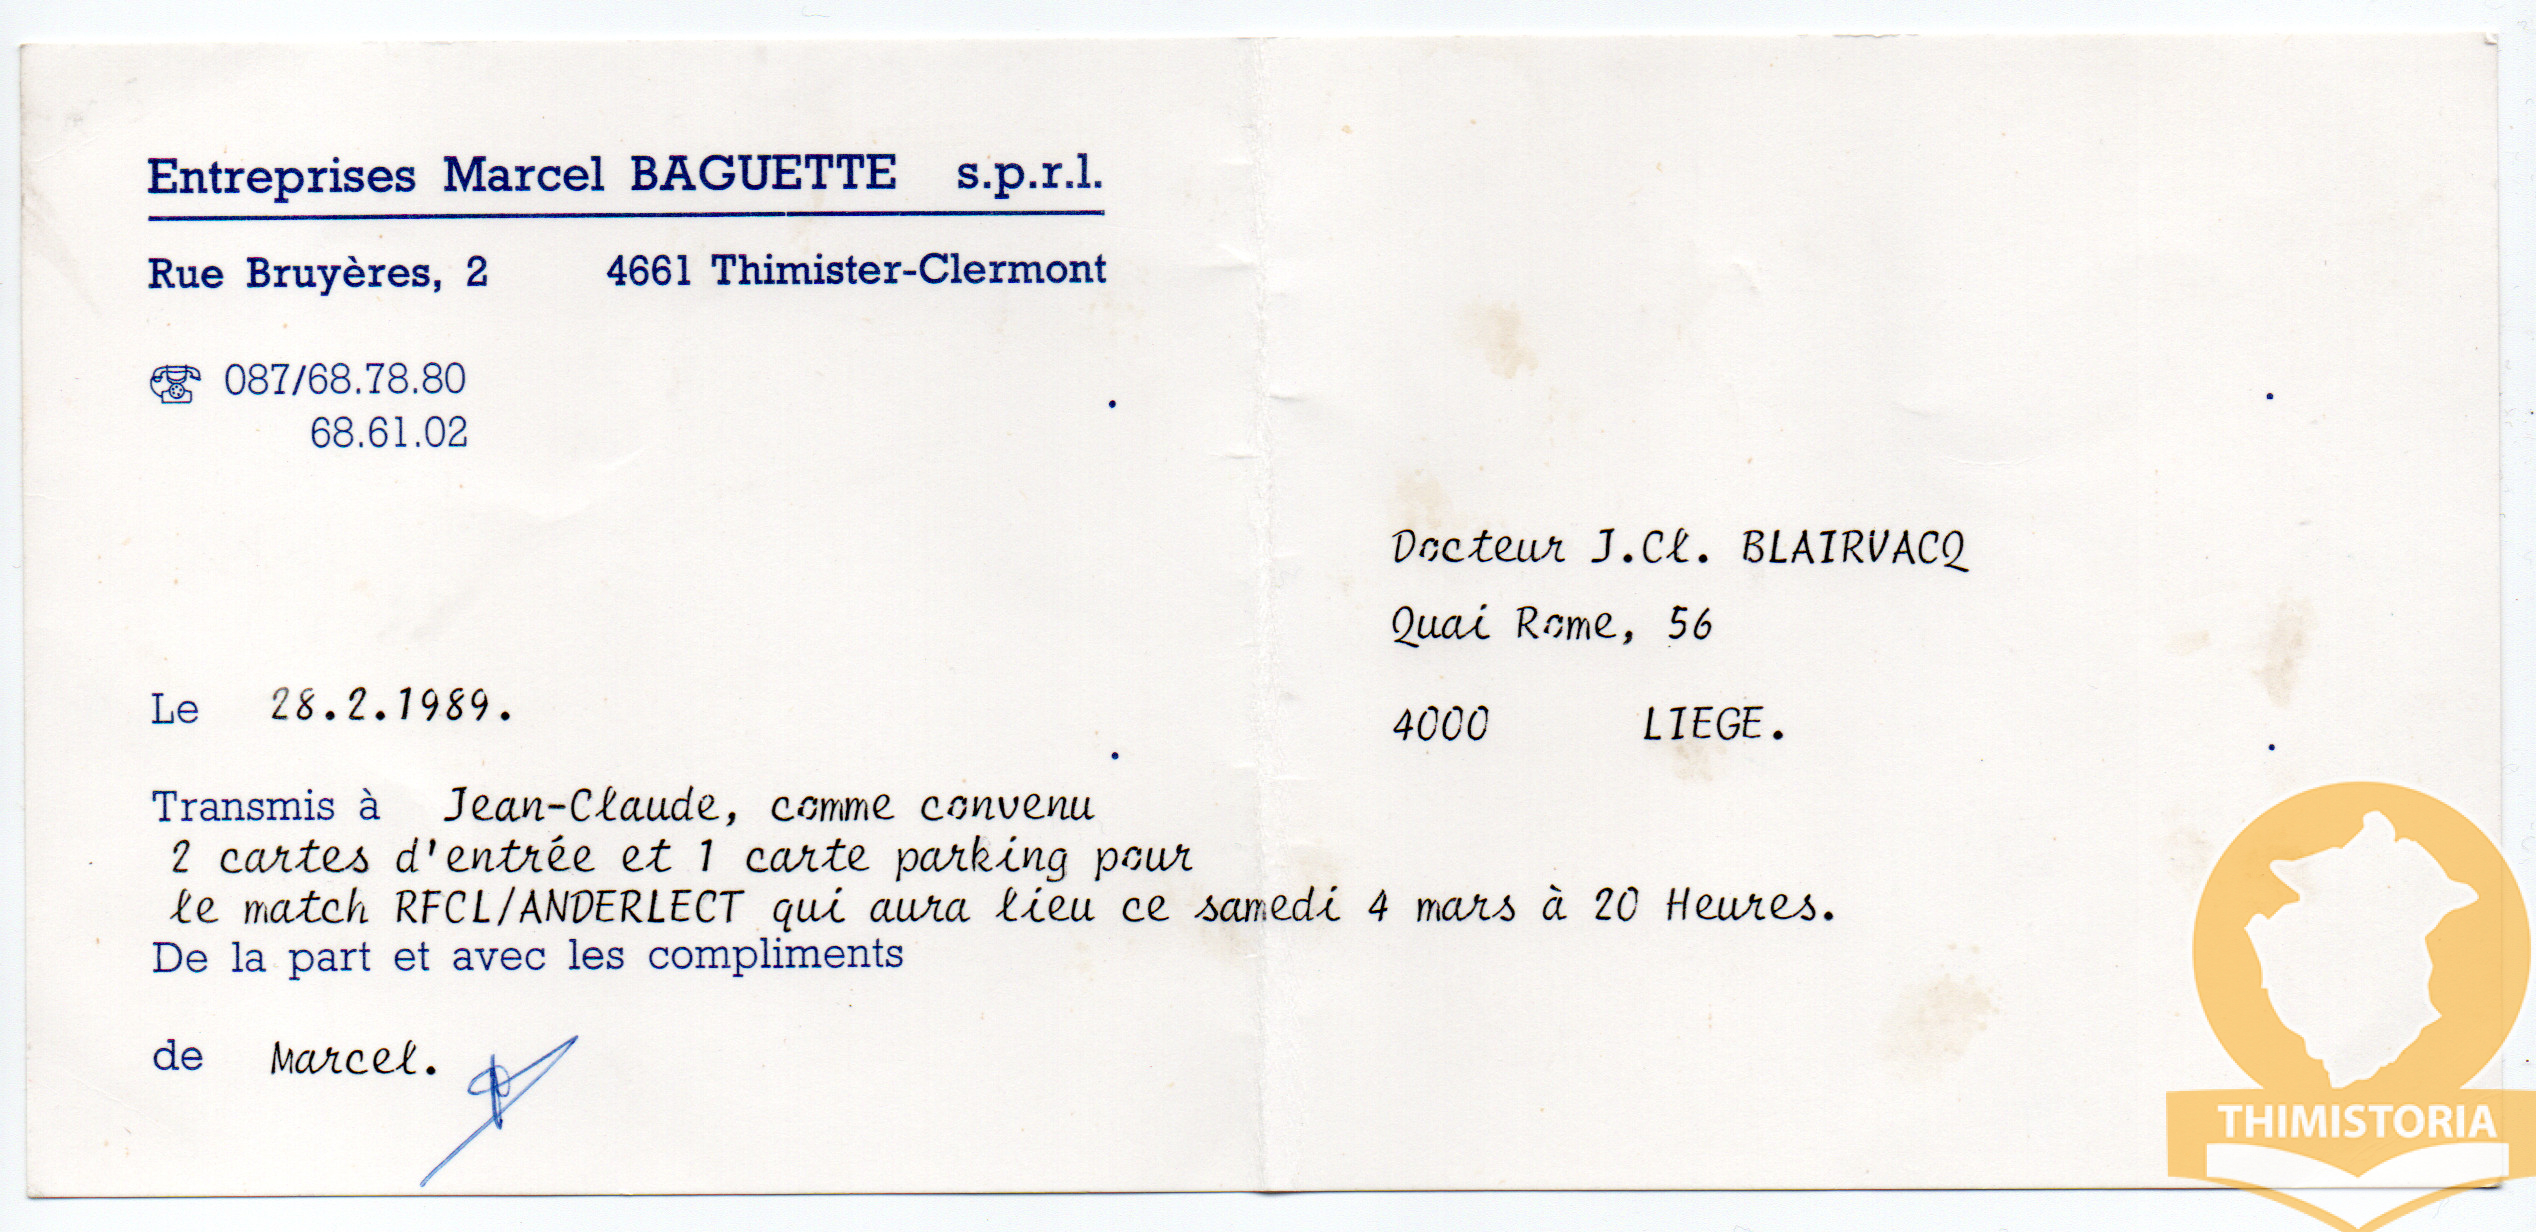 Entreprises Marcel BAGUETTE s.p.r.l.
Rue Bruyères, 2 4661 Thimister-Clermont
087/68.78.80
68.61.02
Docteur J.Cl. BLAIRVACQ
Quai Rome, 56
4000 LIEGE.
Le 28.2.1989.
Transmis à Jean-Claude, comme convenu
2 cartes d'entrée et 1 carte parking pour
le match RFCL/ANDERLECT qui aura lieu ce samedi 4 mars à 20 Heures.
De la part et avec les compliments
de Marcel.
THIMISTORIA